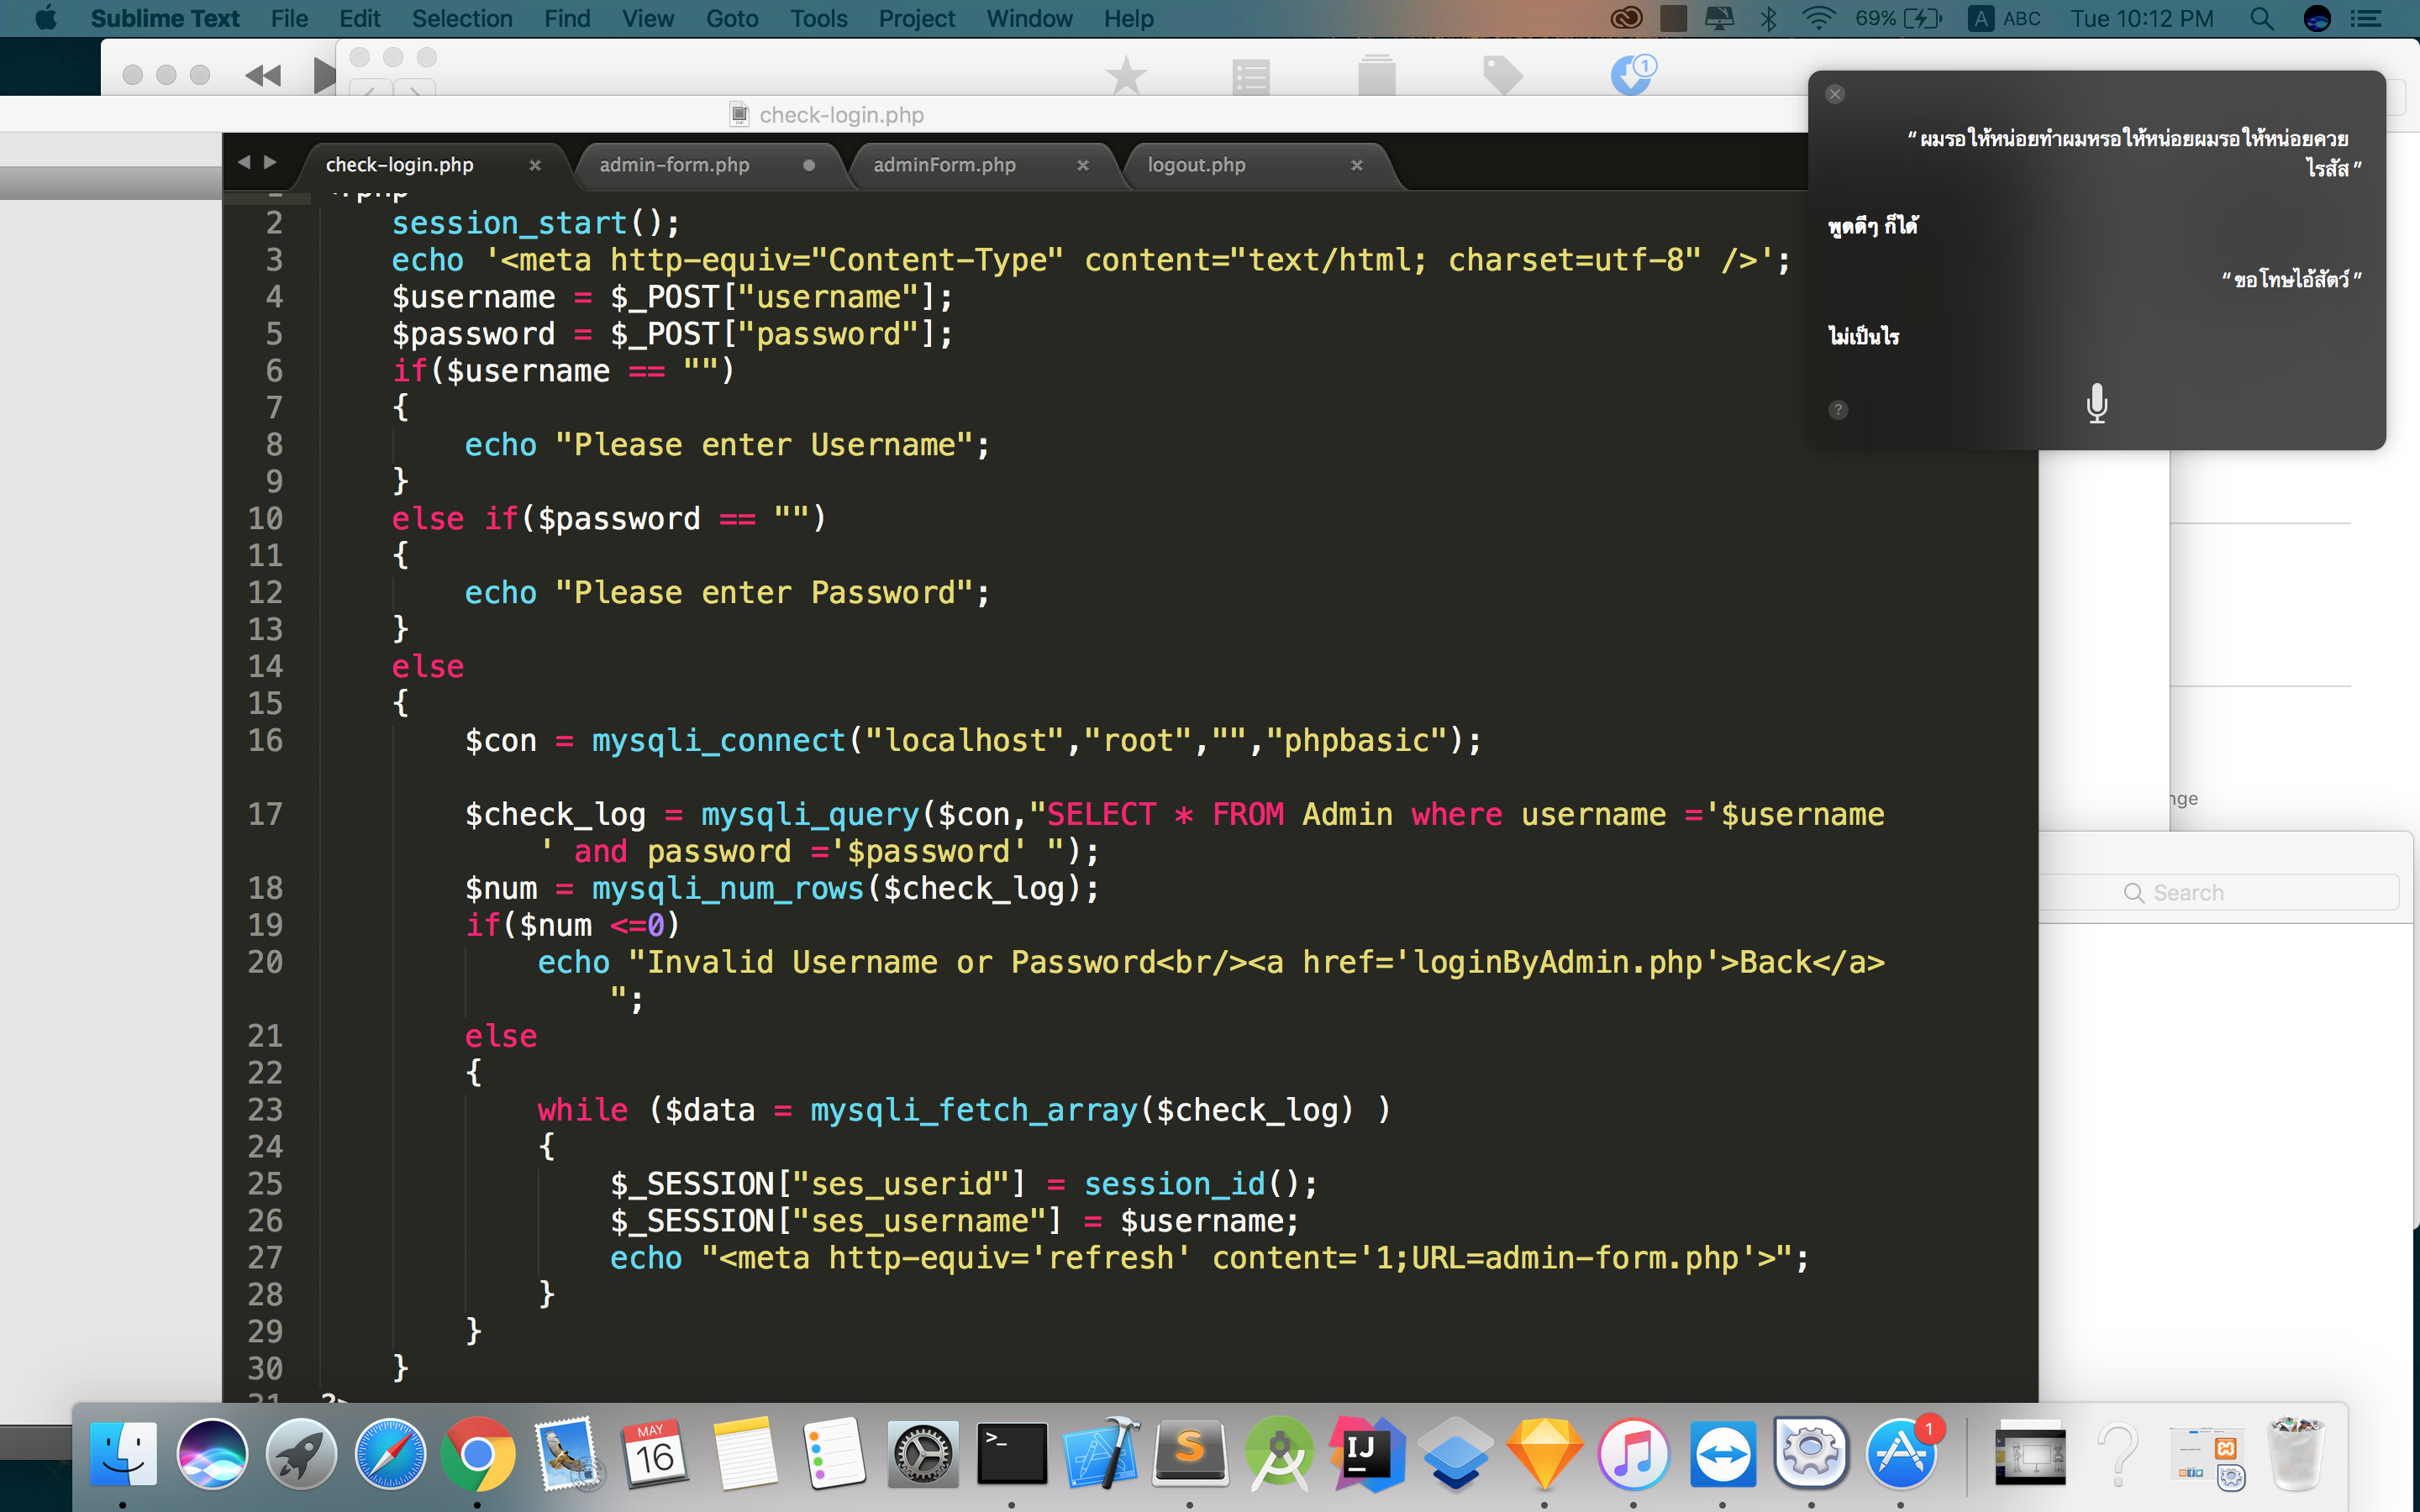 Sublime Text File Edit Selection Find View Goto Tools Project Window Help 69% A ABC Tue 10:12 PM
1
check-login.php
check-login.php admin-form.php adminForm.php logout.php
2 session_start();
3 echo '<meta http-equiv="Content-Type" content="text/html; charset=utf-8" />';
4 $username = $_POST["username"];
5 $password = $_POST["password"];
6 if($username == "")
7 {
8 echo "Please enter Username";
9 }
10 else if($password == "")
11 {
12 echo "Please enter Password";
13 }
14 else
15 {
16 $con = mysqli_connect("localhost","root","","phpbasic");
17 $check_log = mysqli_query($con,"SELECT * FROM Admin where username ='$username
' and password ='$password' ");
18 $num = mysqli_num_rows($check_log);
19 if($num <=0)
20 echo "Invalid Username or Password<br/><a href='loginByAdmin.php'>Back</a>
";
21 else
22 {
23 while ($data = mysqli_fetch_array($check_log) )
24 {
25 $_SESSION["ses_userid"] = session_id();
26 $_SESSION["ses_username"] = $username;
27 echo "<meta http-equiv='refresh' content='1;URL=admin-form.php'>";
28 }
29 }
30 }
“ผมรอให้หน่อยทำผมหรอให้หน่อยผมรอให้หน่อยควย
ไรสัส”
พูดดีๆ ก็ได้
“ขอโทษไอ้สัตว์”
ไม่เป็นไร
?
Search
MAY
16
>_
S
IJ
1